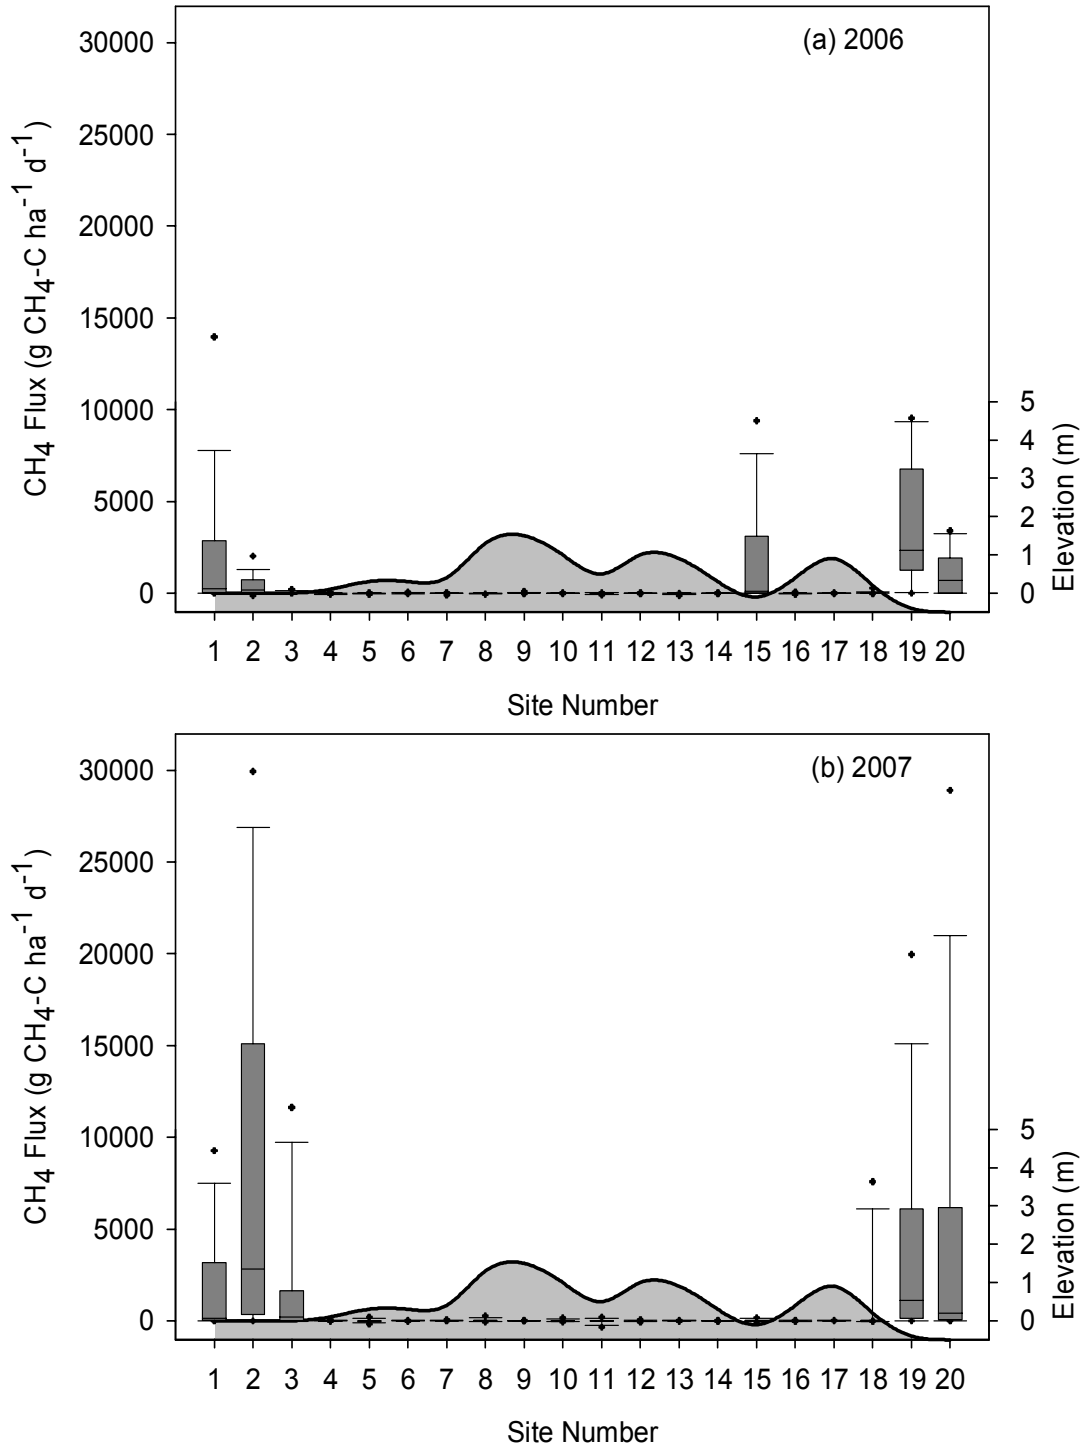 (a) 2006
30000
25000
20000
15000
10000
5000
0
CH4 Flux (g CH4-C ha-1 d-1 )
5
4
3
2
1
0
Elevation (m)
1 2 3 4 5 6 7 8 9 10 11 12 13 14 15 16 17 18 19 20
Site Number
(b) 2007
30000
25000
20000
15000
10000
5000
0
CH4 Flux (g CH4-C ha-1 d-1 )
5
4
3
2
1
0
Elevation (m)
1 2 3 4 5 6 7 8 9 10 11 12 13 14 15 16 17 18 19 20
Site Number